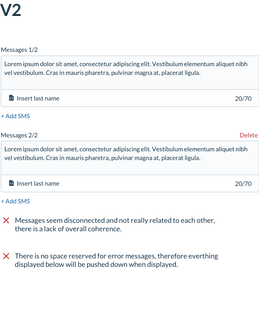 V2
Messages 1/2
Lorem ipsum dolor sit amet, consectetur adipiscing elit. Vestibulum elementum aliquet nibh
vel vestibulum. Cras in mauris pharetra, pulvinar magna at, placerat ligula.
Insert last name 20/70
+ Add SMS
Messages 2/2 Delete
Lorem ipsum dolor sit amet, consectetur adipiscing elit. Vestibulum elementum aliquet nibh
vel vestibulum. Cras in mauris pharetra, pulvinar magna at, placerat ligula.
Insert last name 20/70
+ Add SMS
Messages seem disconnected and not really related to each other,
there is a lack of overall coherence.
There is no space reserved for error messages, therefore everthing
displayed below will be pushed down when displayed.